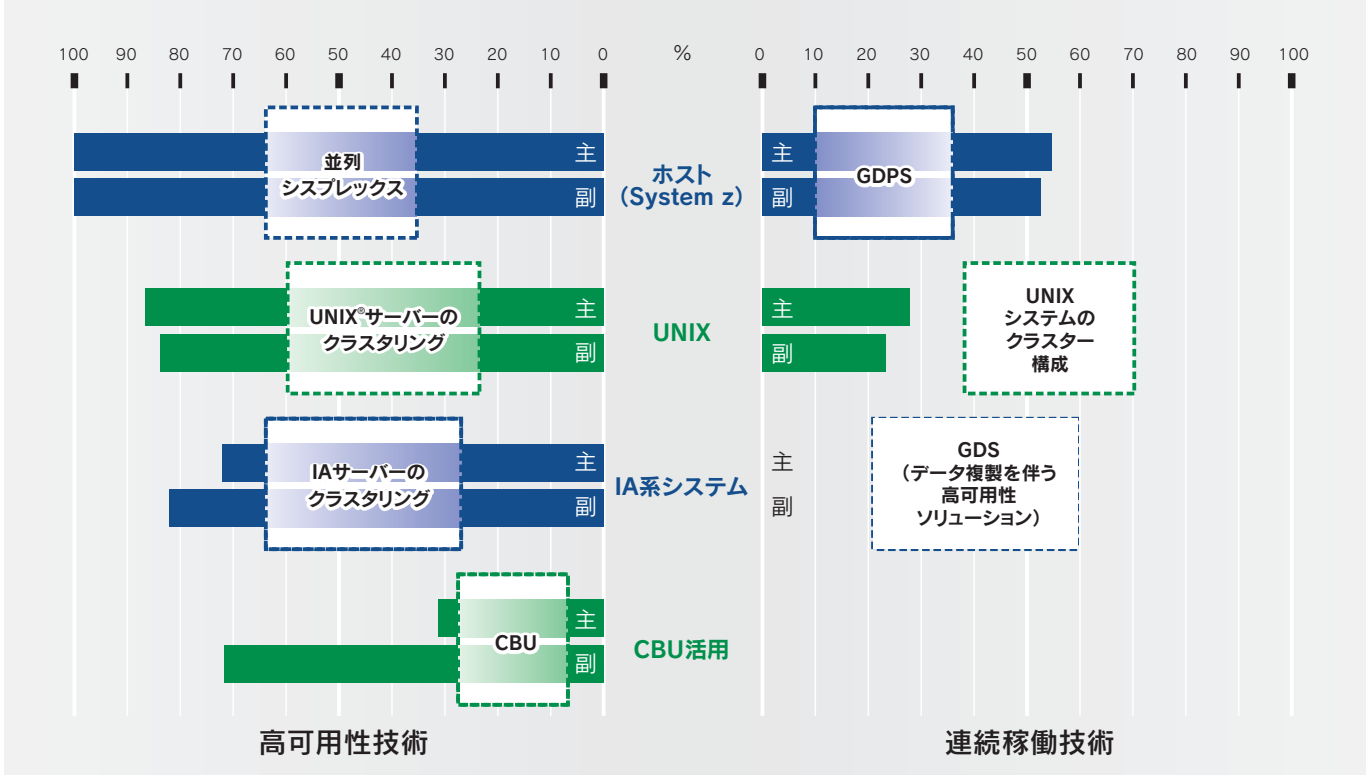 100 90 80 70 60 50 40 30 20 10 0 % 0 10 20 30 40 50 60 70 80 90 100
並列
シスプレックス
主
副
ホスト
(System z)
主
副
GDPS
UNIX®サーバーの
クラスタリング
主
副
UNIX
主
副
UNIX
システムの
クラスター
構成
IAサーバーの
クラスタリング
主
副
IA系システム
主
副
GDS
(データ複製を伴う
高可用性
ソリューション)
CBU
主
副
CBU活用
高可用性技術
連続稼働技術